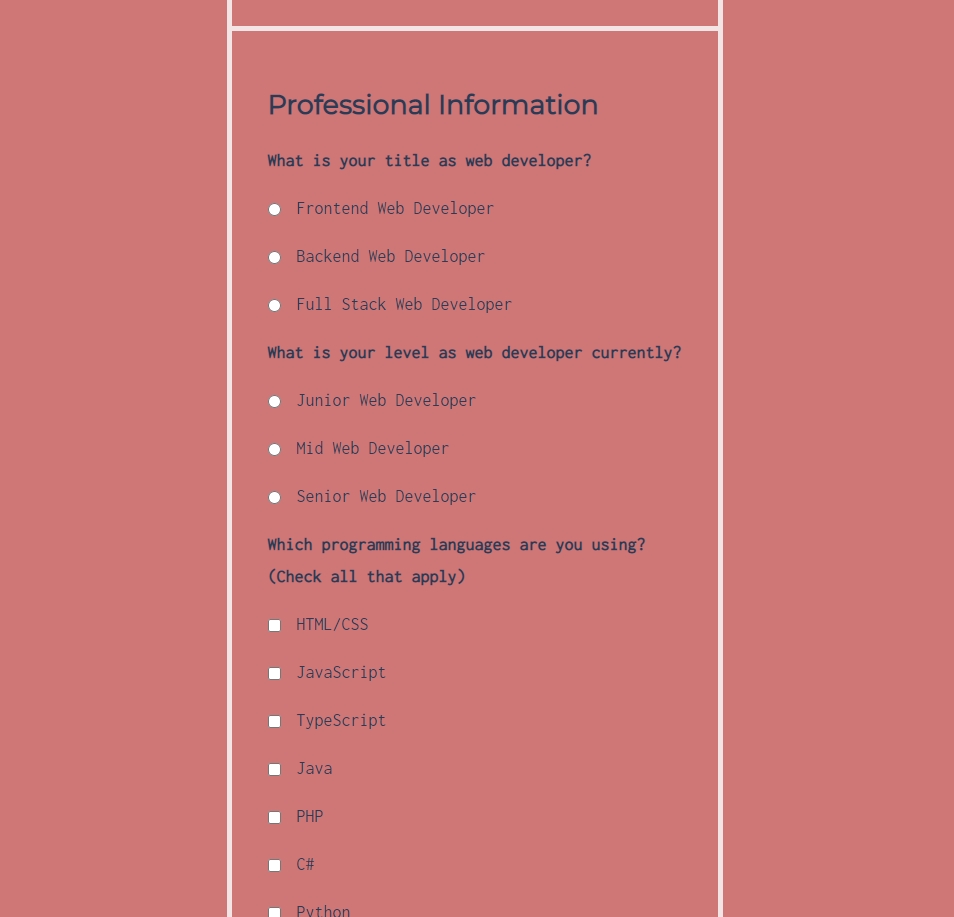 Professional Information
What is your title as web developer?
Frontend Web Developer
Backend Web Developer
Full Stack Web Developer
What is your level as web developer currently?
Junior Web Developer
Mid Web Developer
Senior Web Developer
Which programming languages are you using?
(Check all that apply)
HTML/CSS
JavaScript
TypeScript
Java
PHP
C#
Python